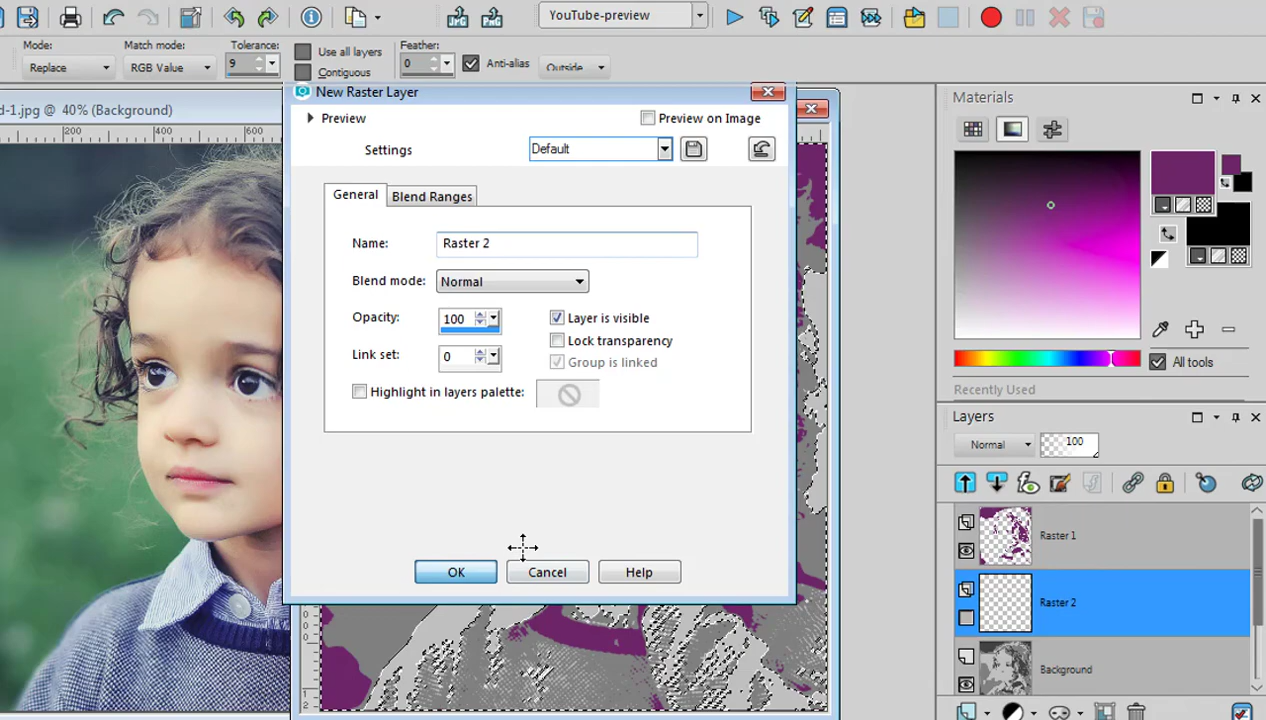 YouTube-preview
Mode:
Match mode:
Tolerance:
Feather:
Replace
RGB Value
9
Use all layers
Contiguous
0
Anti-alias
Outside
d-1.jpg @ 40% (Background)
200
400
600
New Raster Layer
Preview
Preview on Image
Settings
Default
General
Blend Ranges
Name:
Raster 2
Blend mode:
Normal
Opacity:
100
Layer is visible
Lock transparency
Link set:
0
Group is linked
Highlight in layers palette:
OK
Cancel
Help
Materials
All tools
Recently Used
Layers
Normal
100
Raster 1
Raster 2
Background